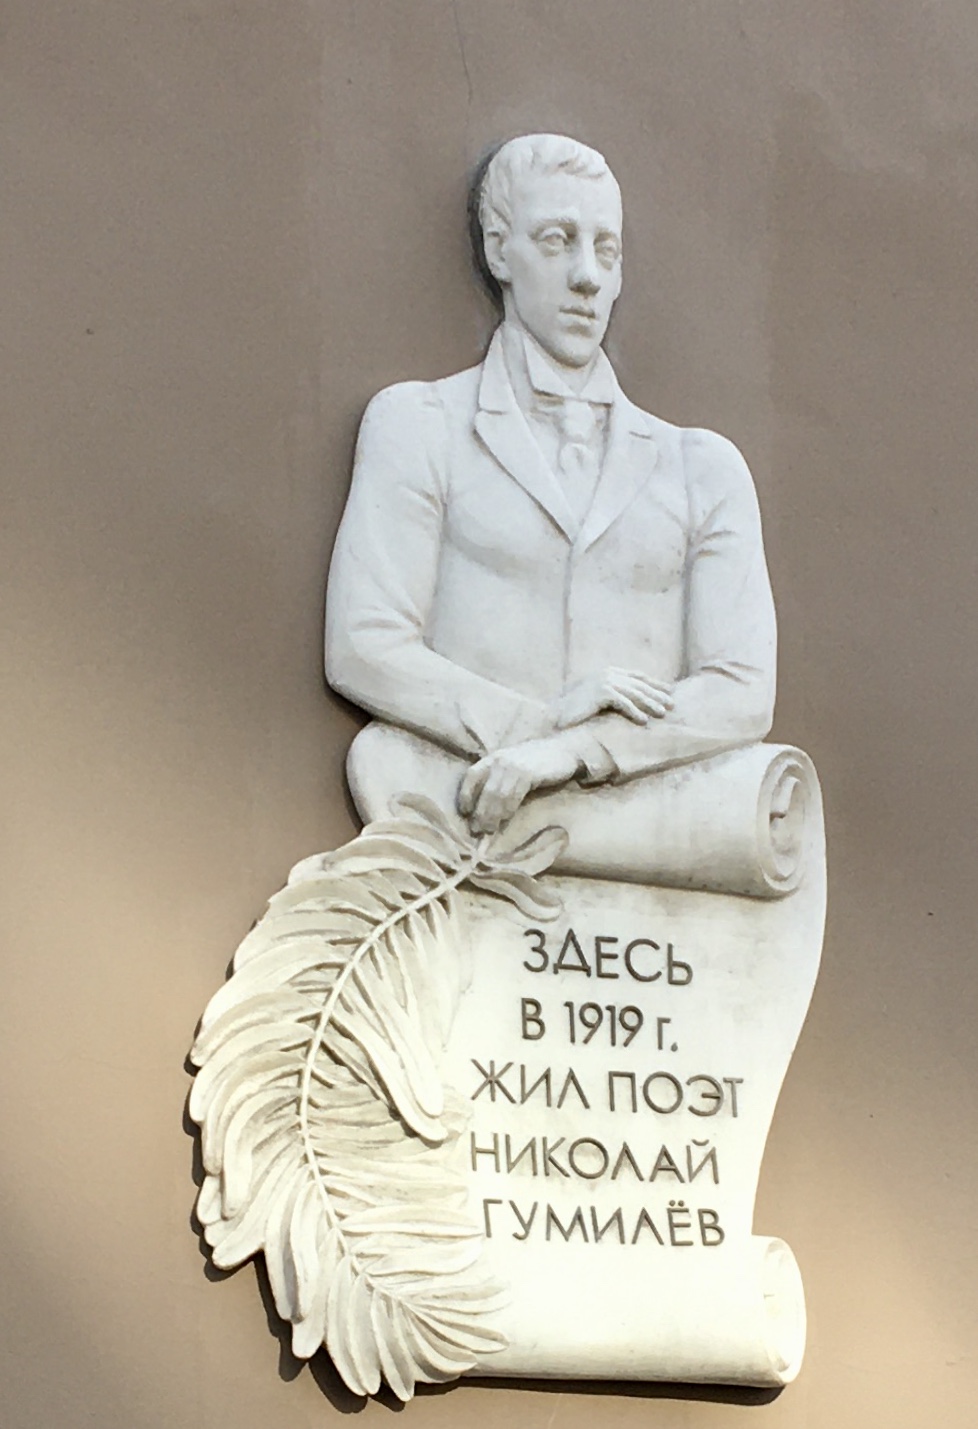 ЗДЕСЬ
В 1919 г.
ЖИЛ ПОЭТ
НИКОЛАЙ
ГУМИЛЁВ